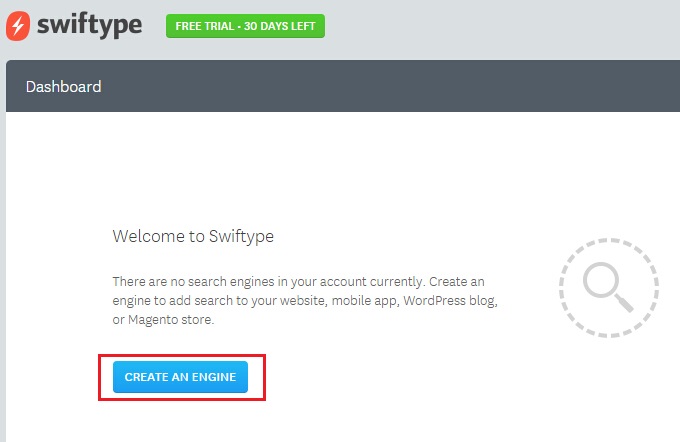 swiftype
FREE TRIAL - 30 DAYS LEFT
Dashboard
Welcome to Swiftype
There are no search engines in your account currently. Create an
engine to add search to your website, mobile app, WordPress blog,
or Magento store.
CREATE AN ENGINE